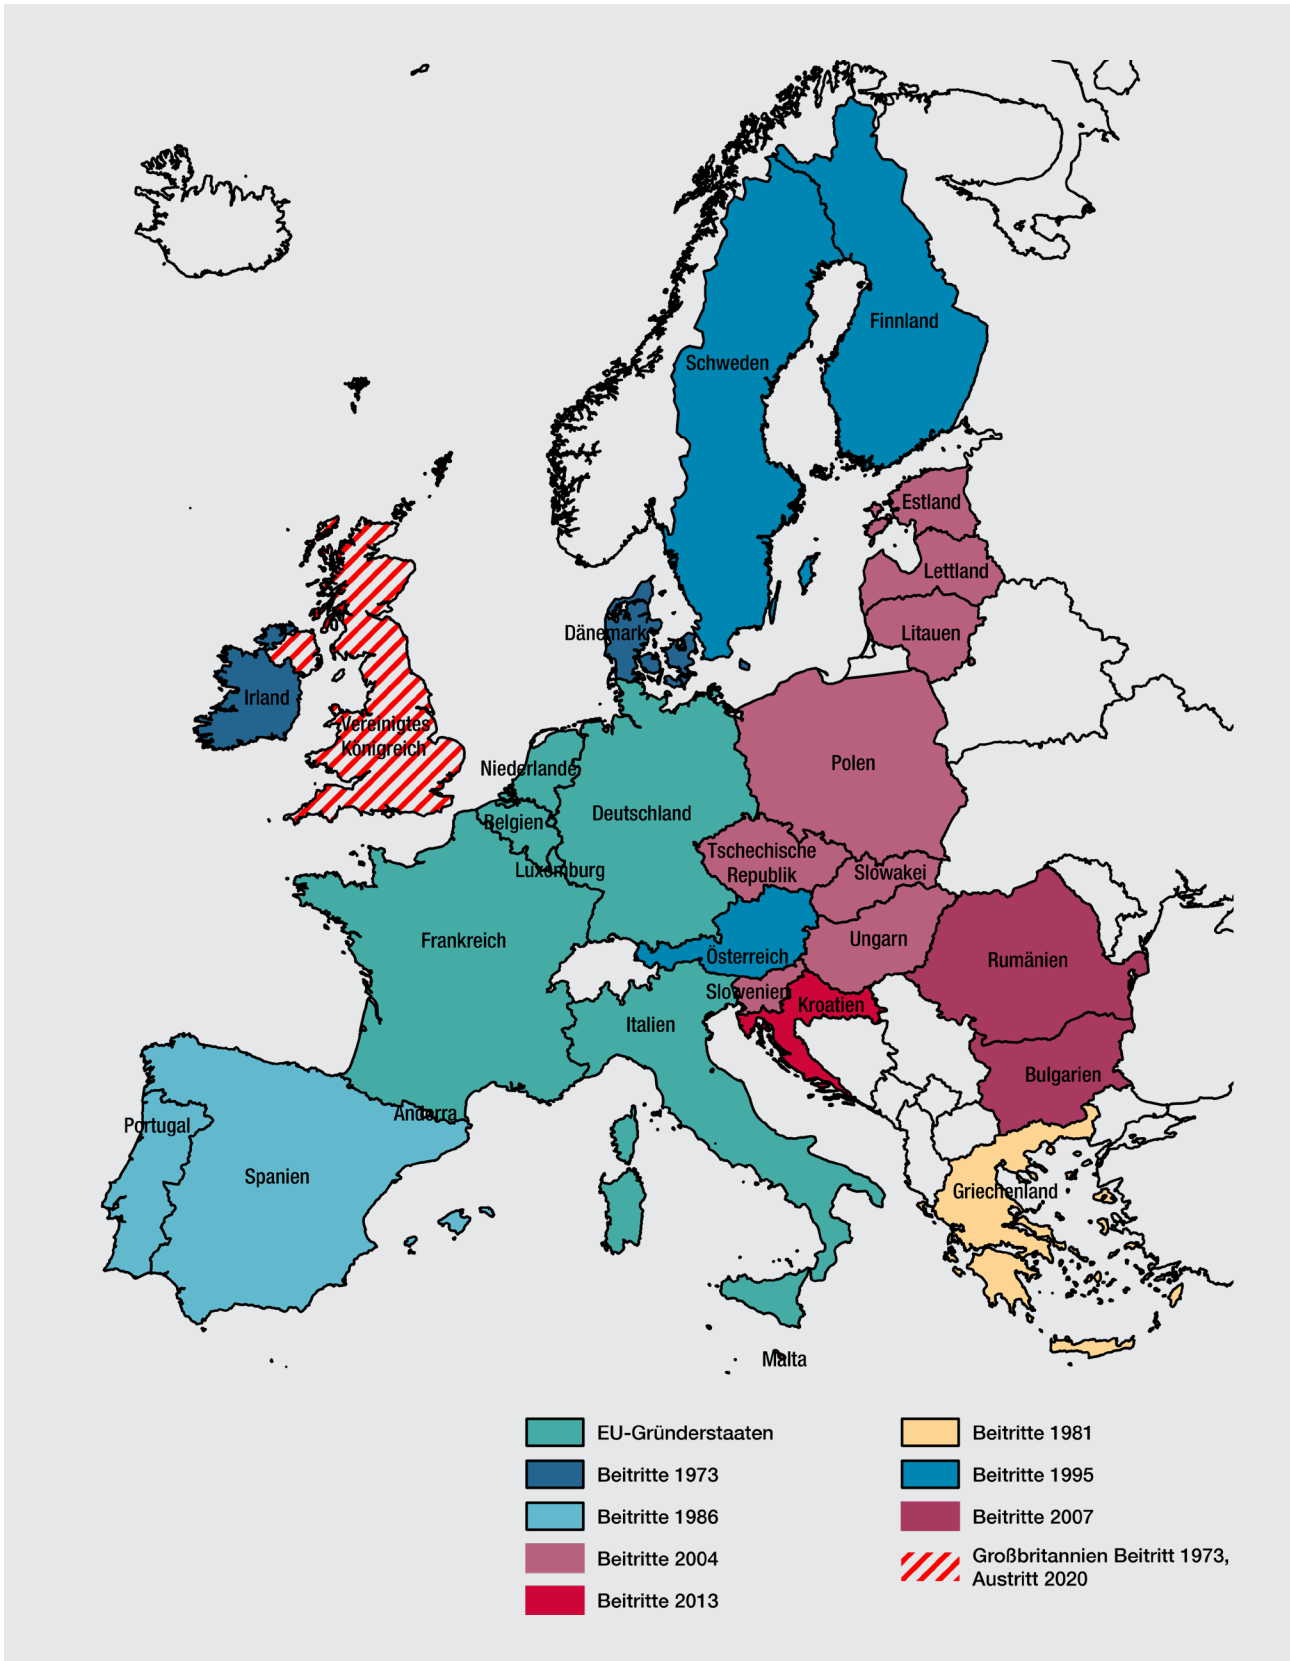 Finnland
Schweden
Estland
Lettland
Litauen
Dänemark
Irland
Vereinigtes
Königreich
Niederlande
Polen
Deutschland
Belgien
Tschechische
Republik
Slowakei
Luxemburg
Frankreich
Österreich
Ungarn
Rumänien
Slowenien
Kroatien
Italien
Bulgarien
Andorra
Portugal
Spanien
Griechenland
Malta
EU-Gründerstaaten
Beitritte 1973
Beitritte 1986
Beitritte 2004
Beitritte 2013
Beitritte 1981
Beitritte 1995
Beitritte 2007
Großbritannien Beitritt 1973,
Austritt 2020